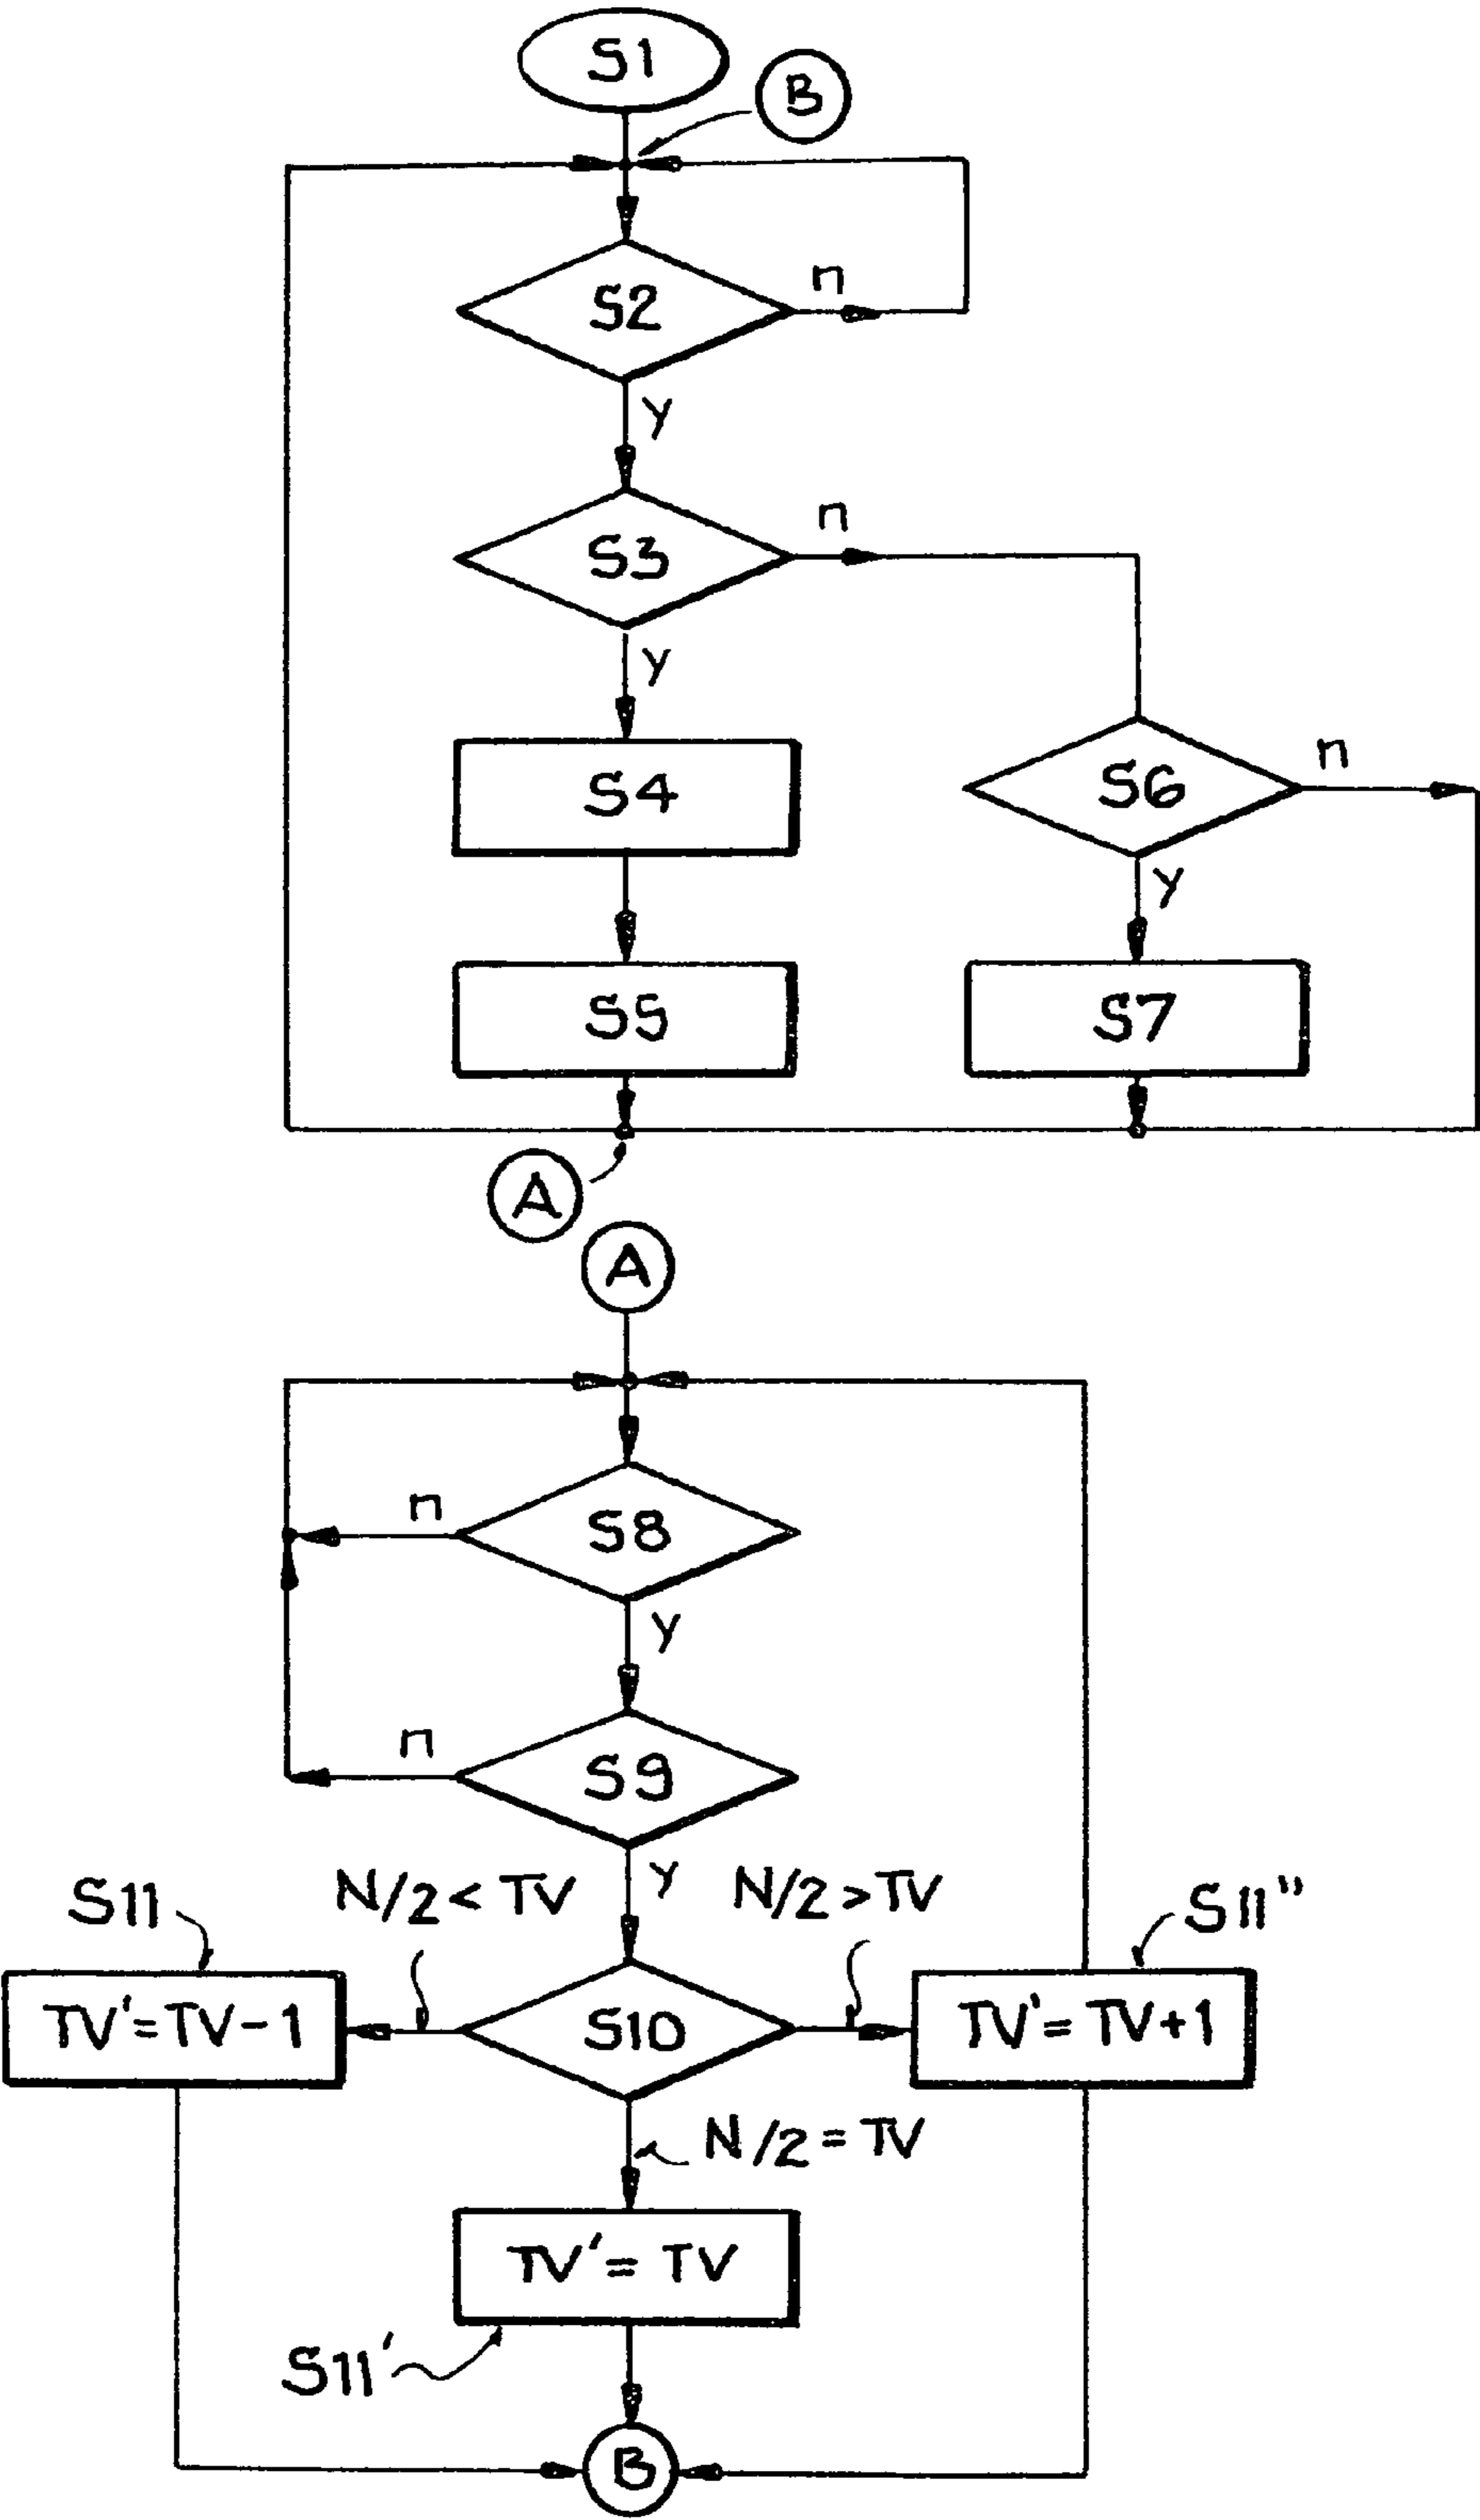 S1
B
S2
n
y
S3
n
y
S4
S6
n
y
S5
S7
A
A
S8
n
y
S9
n
y
S11
N/2 < TV
N/2 > TV
S11"
TV' = TV - 1
S10
TV' = TV + 1
N/2 = TV
TV' = TV
S11'
B